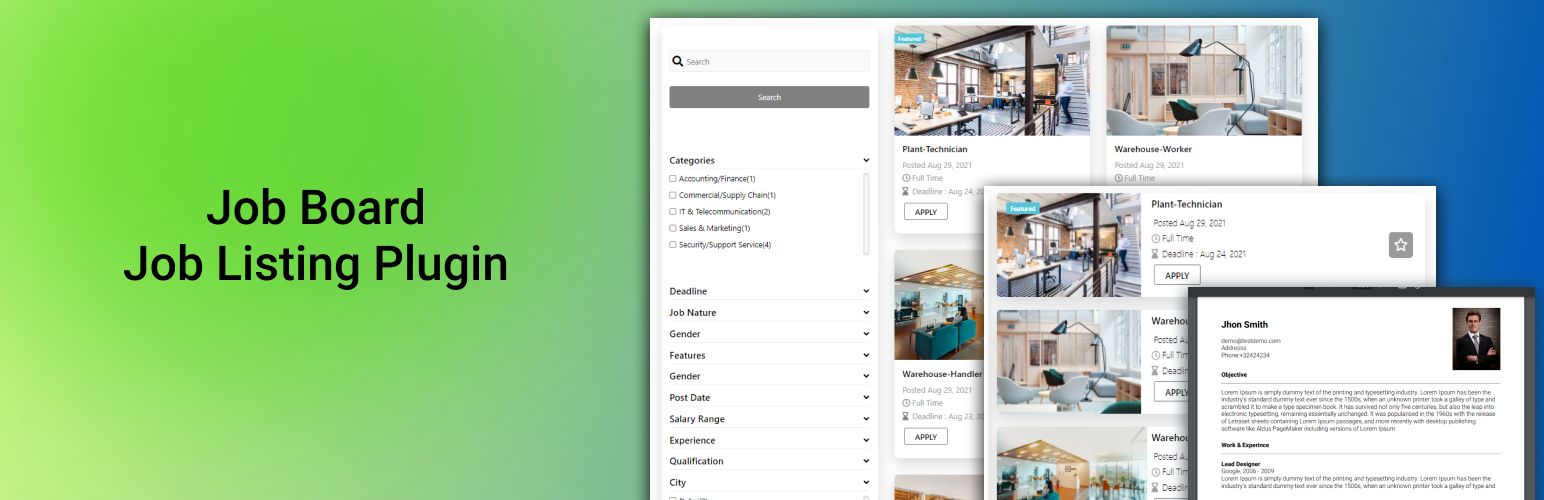 Job Board
Job Listing Plugin
Search
Search
Categories
Accounting/Finance(1)
Commercial/Supply Chain(1)
IT & Telecommunication(2)
Sales & Marketing(1)
Security/Support Service(4)
Deadline
Job Nature
Gender
Features
Gender
Post Date
Salary Range
Experience
Qualification
City
Featured
Plant-Technician
Posted Aug 29, 2021
Full Time
Deadline : Aug 24, 20
APPLY
Warehouse-Worker
Posted Aug 29, 2021
Full Time
Warehouse-Handler
Posted Aug 29, 2021
Full Time
Deadline : Aug 23, 20
APPLY
Featured
Plant-Technician
Posted Aug 29, 2021
Full Time
Deadline : Aug 24, 2021
APPLY
Warehou
Posted Au
Full Tim
Deadlin
APPLY
Warehou
Posted Au
Full Tim
Deadlin
Jhon Smith
demo@testdemo.com
Addresss
Phone:+32424234
Objective
Lorem Ipsum is simply dummy text of the printing and typesetting industry. Lorem Ipsum has been the
industry's standard dummy text ever since the 1500s, when an unknown printer took a galley of type and
scrambled it to make a type specimen book. It has survived not only five centuries, but also the leap into
electronic typesetting, remaining essentially unchanged. It was popularised in the 1960s with the release
of Letraset sheets containing Lorem Ipsum passages, and more recently with desktop publishing
software like Aldus PageMaker including versions of Lorem Ipsum.
Work & Experince
Lead Designer
Google, 2006 - 2009
Lorem Ipsum is simply dummy text of the printing and typesetting industry. Lorem Ipsum has been the
industry's standard dummy text ever since the 1500s, when an unknown printer took a galley of type and